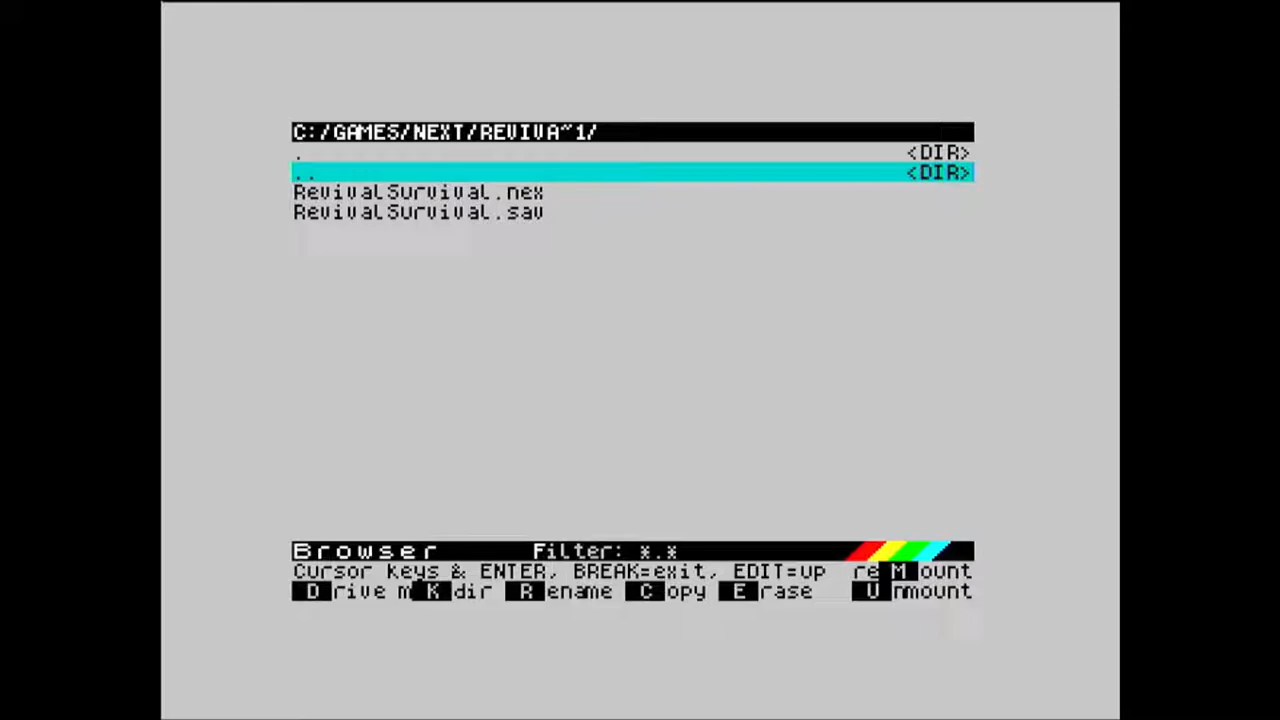 C:/GAMES/NEXT/REVIVA~1/
. <DIR>
.. <DIR>
RevivalSurvival.nex
RevivalSurvival.sav
Browser Filter: *.*
Cursor keys & ENTER, BREAK=exit, EDIT=up reMount
Drive mKdir Rename Copy Erase Unmount